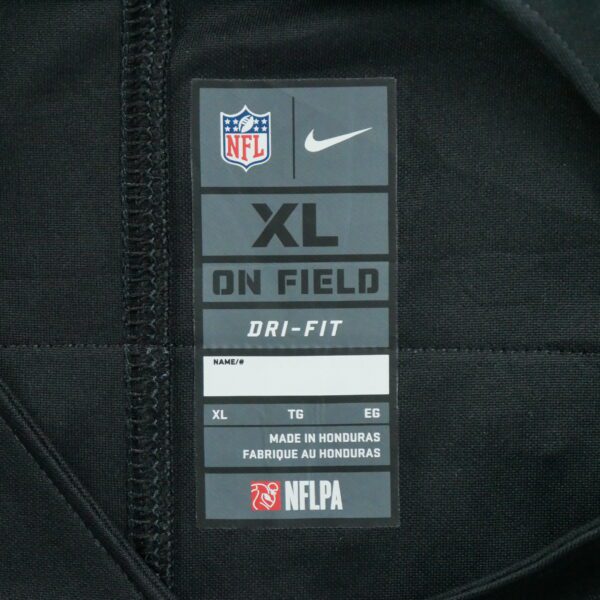 NFL
XL
ON FIELD
DRI-FIT
NAME/#
XL TG EG
MADE IN HONDURAS
FABRIQUE AU HONDURAS
NFLPA